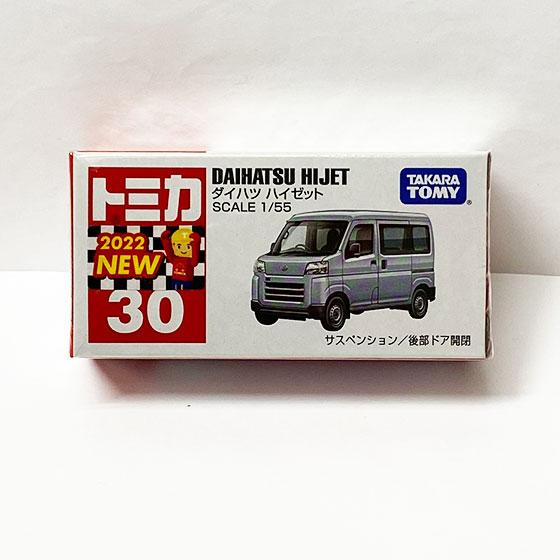 トミカ
2022
NEW
30
DAIHATSU HIJET
ダイハツ ハイゼット
SCALE 1/55
TAKARA
TOMY®
サスペンション/後部ドア開閉